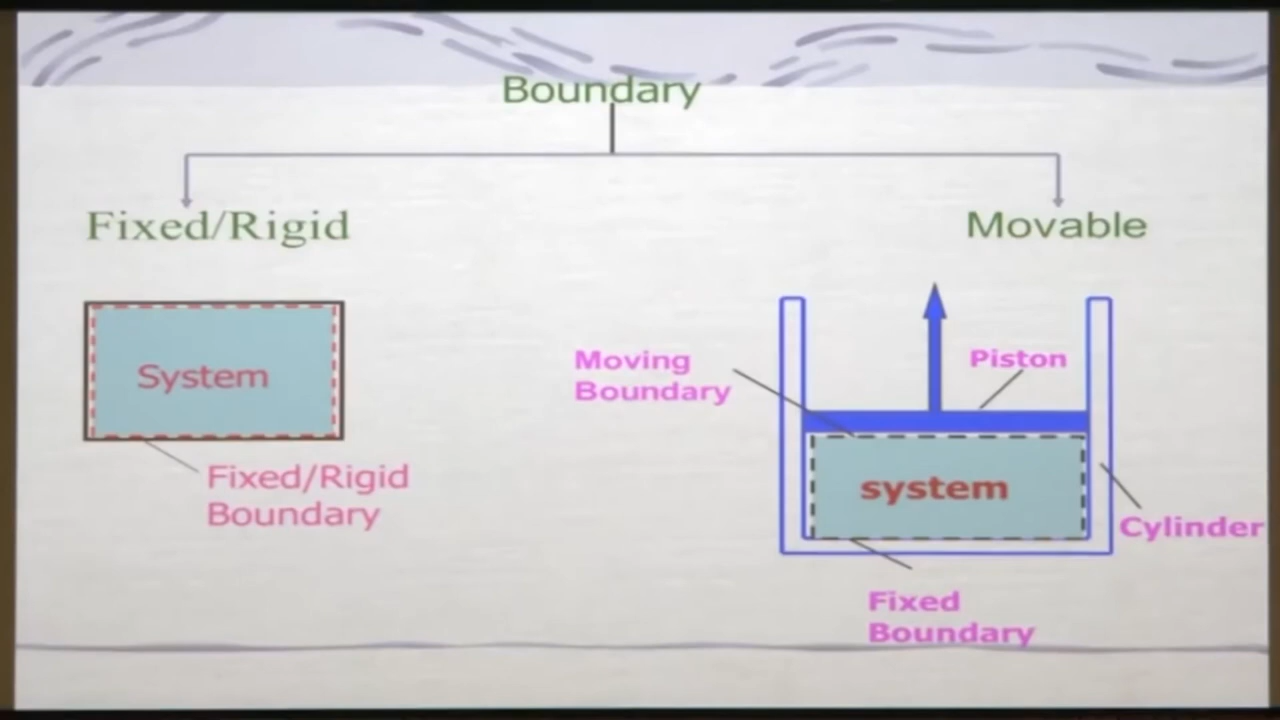 Boundary
Fixed/Rigid
Movable
System
Fixed/Rigid
Boundary
Moving
Boundary
Piston
system
Cylinder
Fixed
Boundary